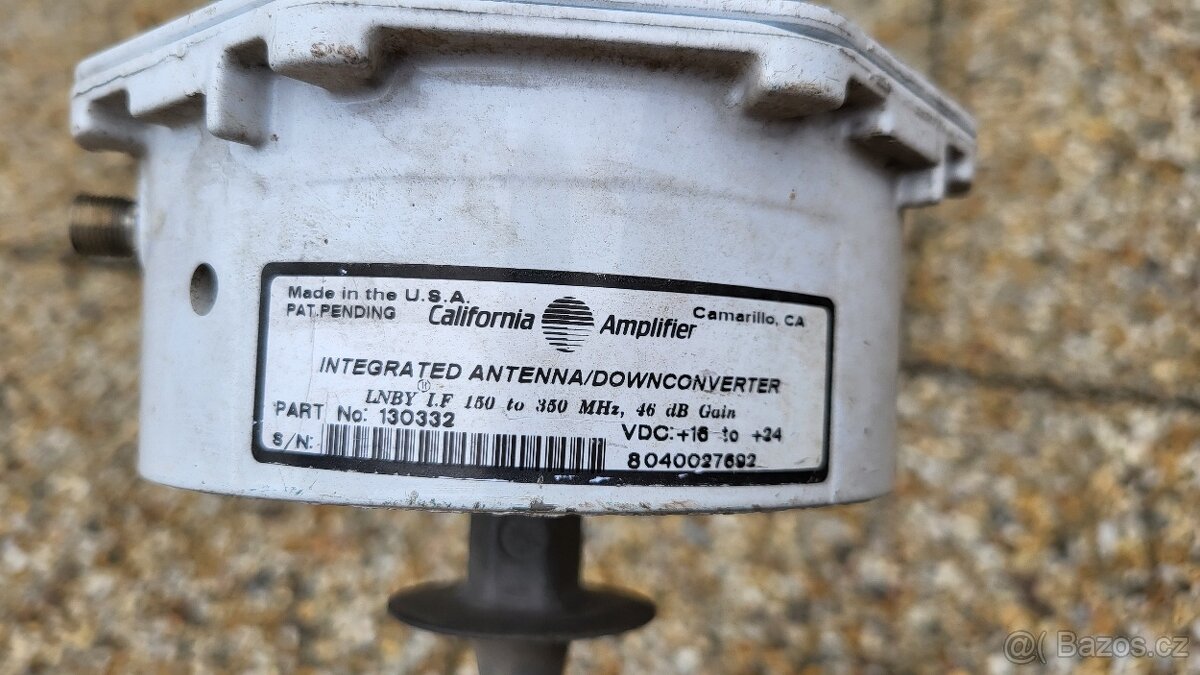 Made in the U.S.A.
PAT.PENDING
California Amplifier
Camarillo, CA
INTEGRATED ANTENNA/DOWNCONVERTER
LNBY I.F 150 to 350 MHz, 46 dB Gain
PART No: 130332
VDC: +16 to +24
S/N:
8040027692
Bazos.cz